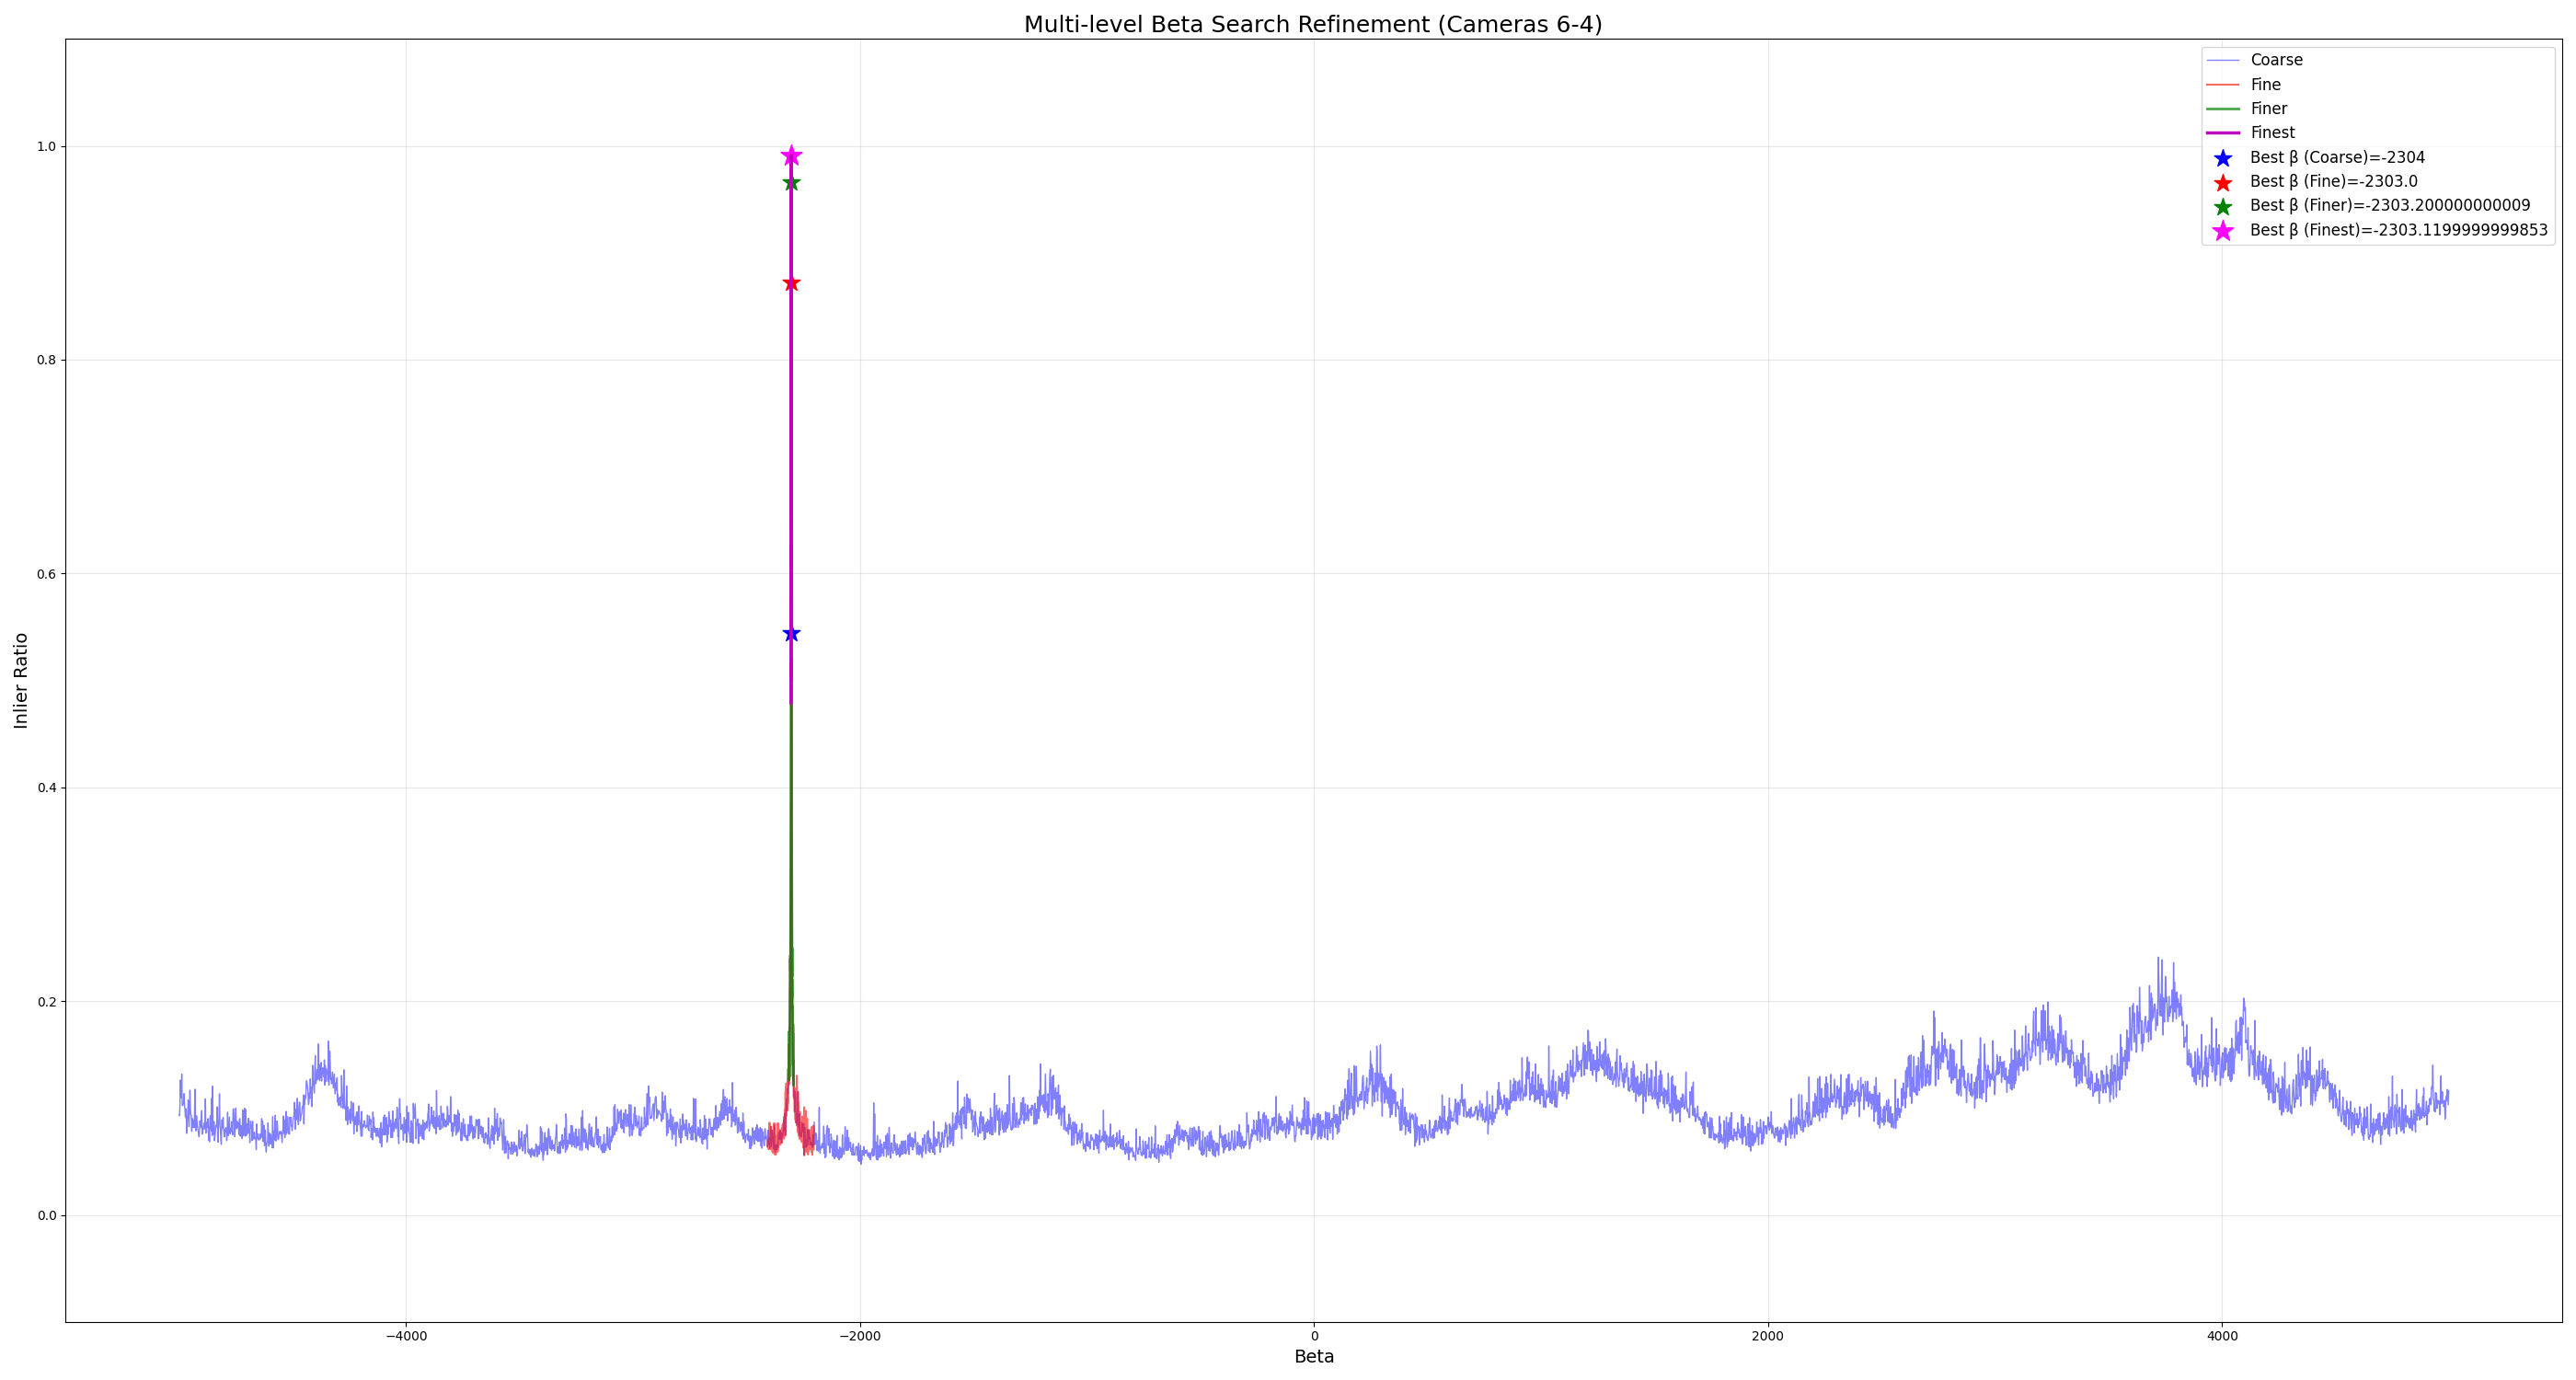 Multi-level Beta Search Refinement (Cameras 6-4)
Coarse
Fine
Finer
Finest
Best β (Coarse)=-2304
Best β (Fine)=-2303.0
Best β (Finer)=-2303.200000000009
Best β (Finest)=-2303.1199999999853
Inlier Ratio
1.0
0.8
0.6
0.4
0.2
0.0
−4000
−2000
0
2000
4000
Beta